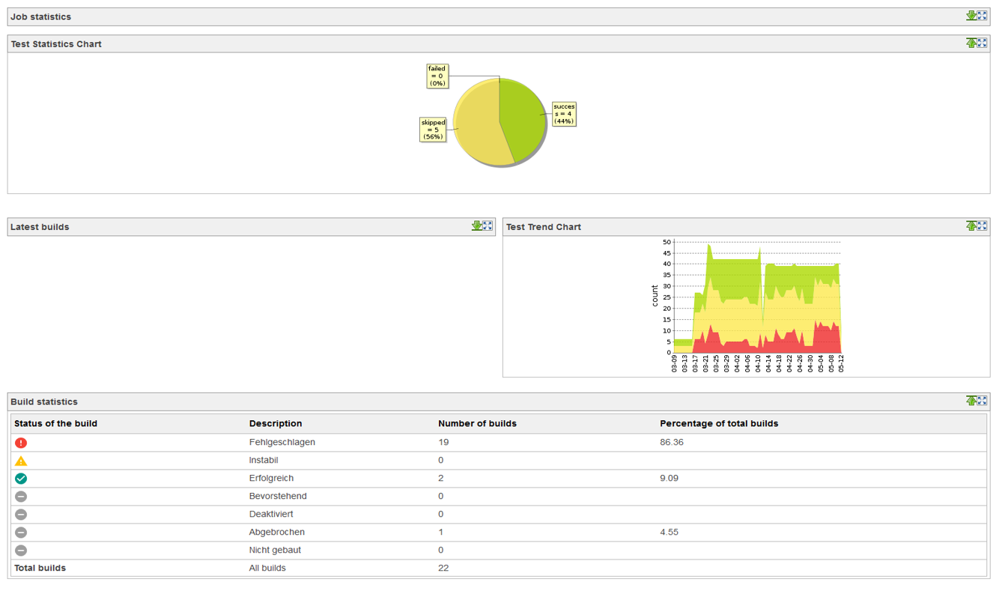 Job statistics
Test Statistics Chart
failed
= 0
(0%)
succes
s = 4
(44%)
skipped
= 5
(56%)
Latest builds
Test Trend Chart
50
45
40
35
30
25
20
15
10
5
0
count
03-09
03-13
03-17
03-21
03-25
03-29
04-02
04-06
04-10
04-14
04-18
04-22
04-26
04-30
05-04
05-08
05-12
Build statistics
Status of the build Description Number of builds Percentage of total builds
Fehlgeschlagen 19 86.36
Instabil 0
Erfolgreich 2 9.09
Bevorstehend 0
Deaktiviert 0
Abgebrochen 1 4.55
Nicht gebaut 0
Total builds All builds 22